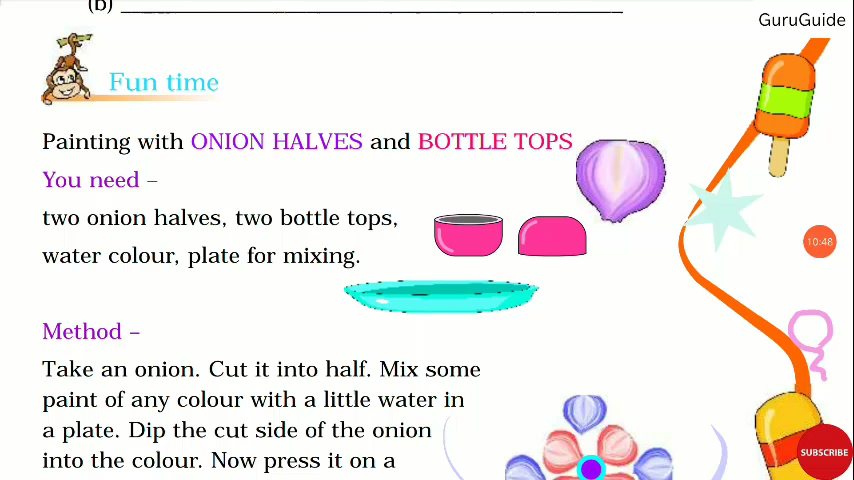 (b)
GuruGuide
Fun time
Painting with ONION HALVES and BOTTLE TOPS
You need –
two onion halves, two bottle tops,
water colour, plate for mixing.
10:48
Method –
Take an onion. Cut it into half. Mix some
paint of any colour with a little water in
a plate. Dip the cut side of the onion
into the colour. Now press it on a
SUBSCRIBE